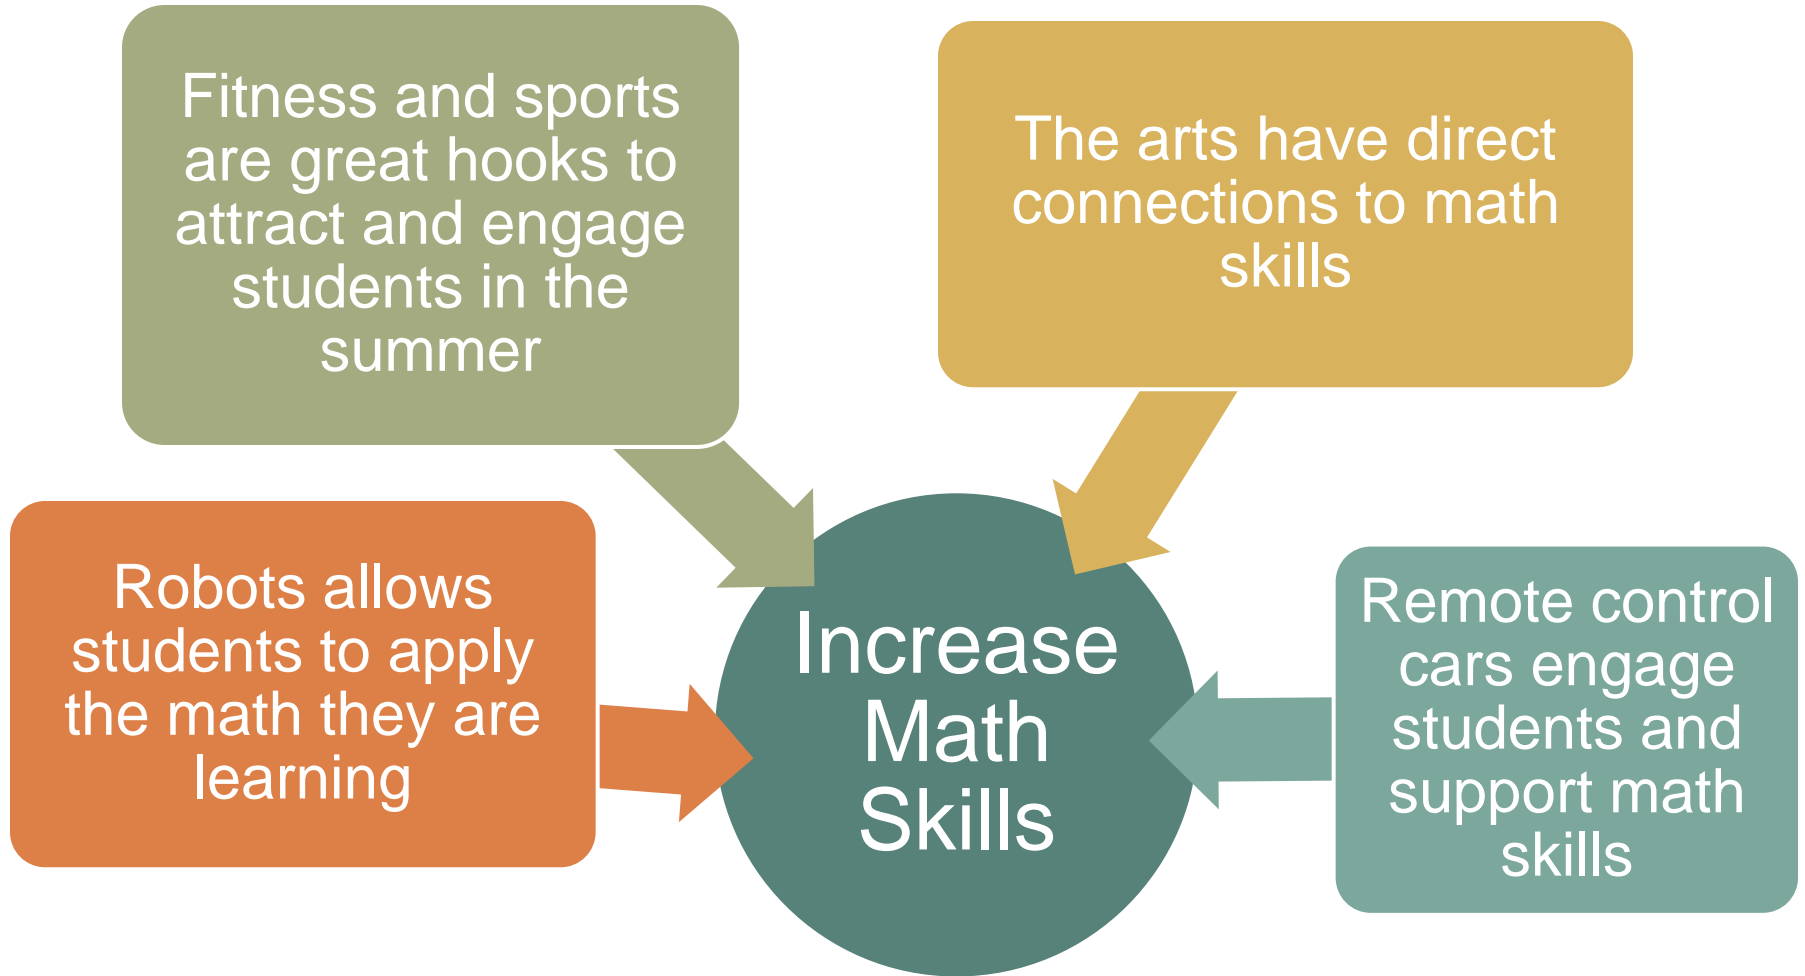 Fitness and sports
are great hooks to
attract and engage
students in the
summer
The arts have direct
connections to math
skills
Robots allows
students to apply
the math they are
learning
Increase
Math
Skills
Remote control
cars engage
students and
support math
skills